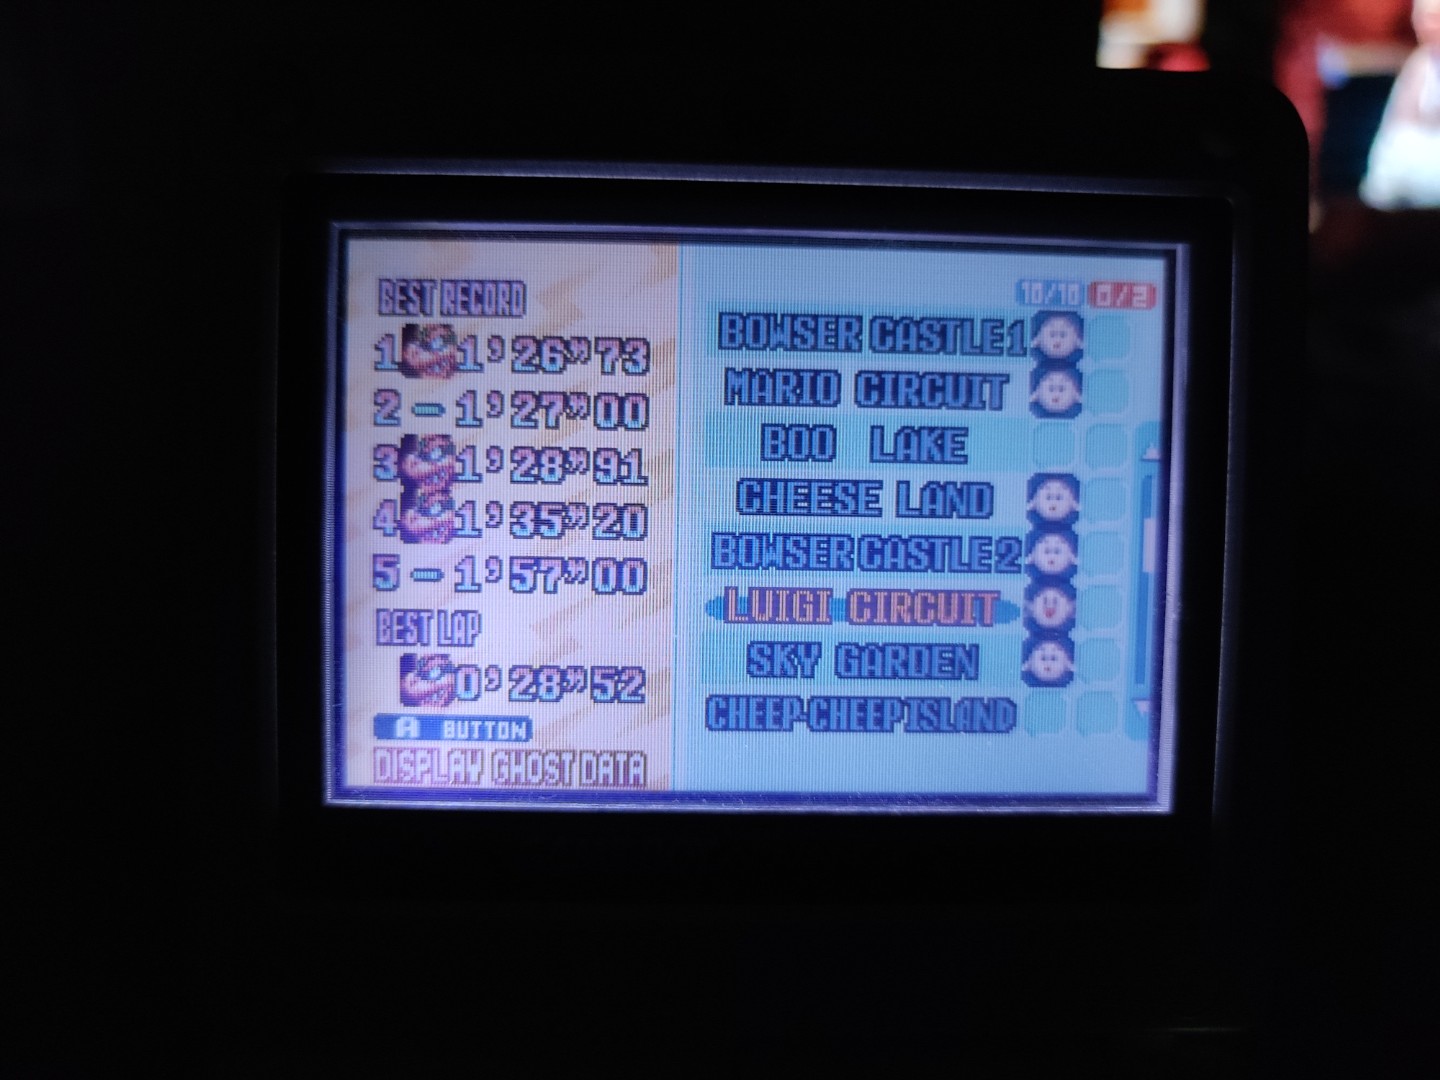 BEST RECORD
1 1'26"73
2 - 1'27"00
3 1'28"91
4 1'35"20
5 - 1'57"00
BEST LAP
0'28"52
A BUTTON
DISPLAY GHOST DATA
10/10 0/2
BOWSER CASTLE 1
MARIO CIRCUIT
BOO LAKE
CHEESE LAND
BOWSER CASTLE 2
LUIGI CIRCUIT
SKY GARDEN
CHEEP-CHEEP ISLAND